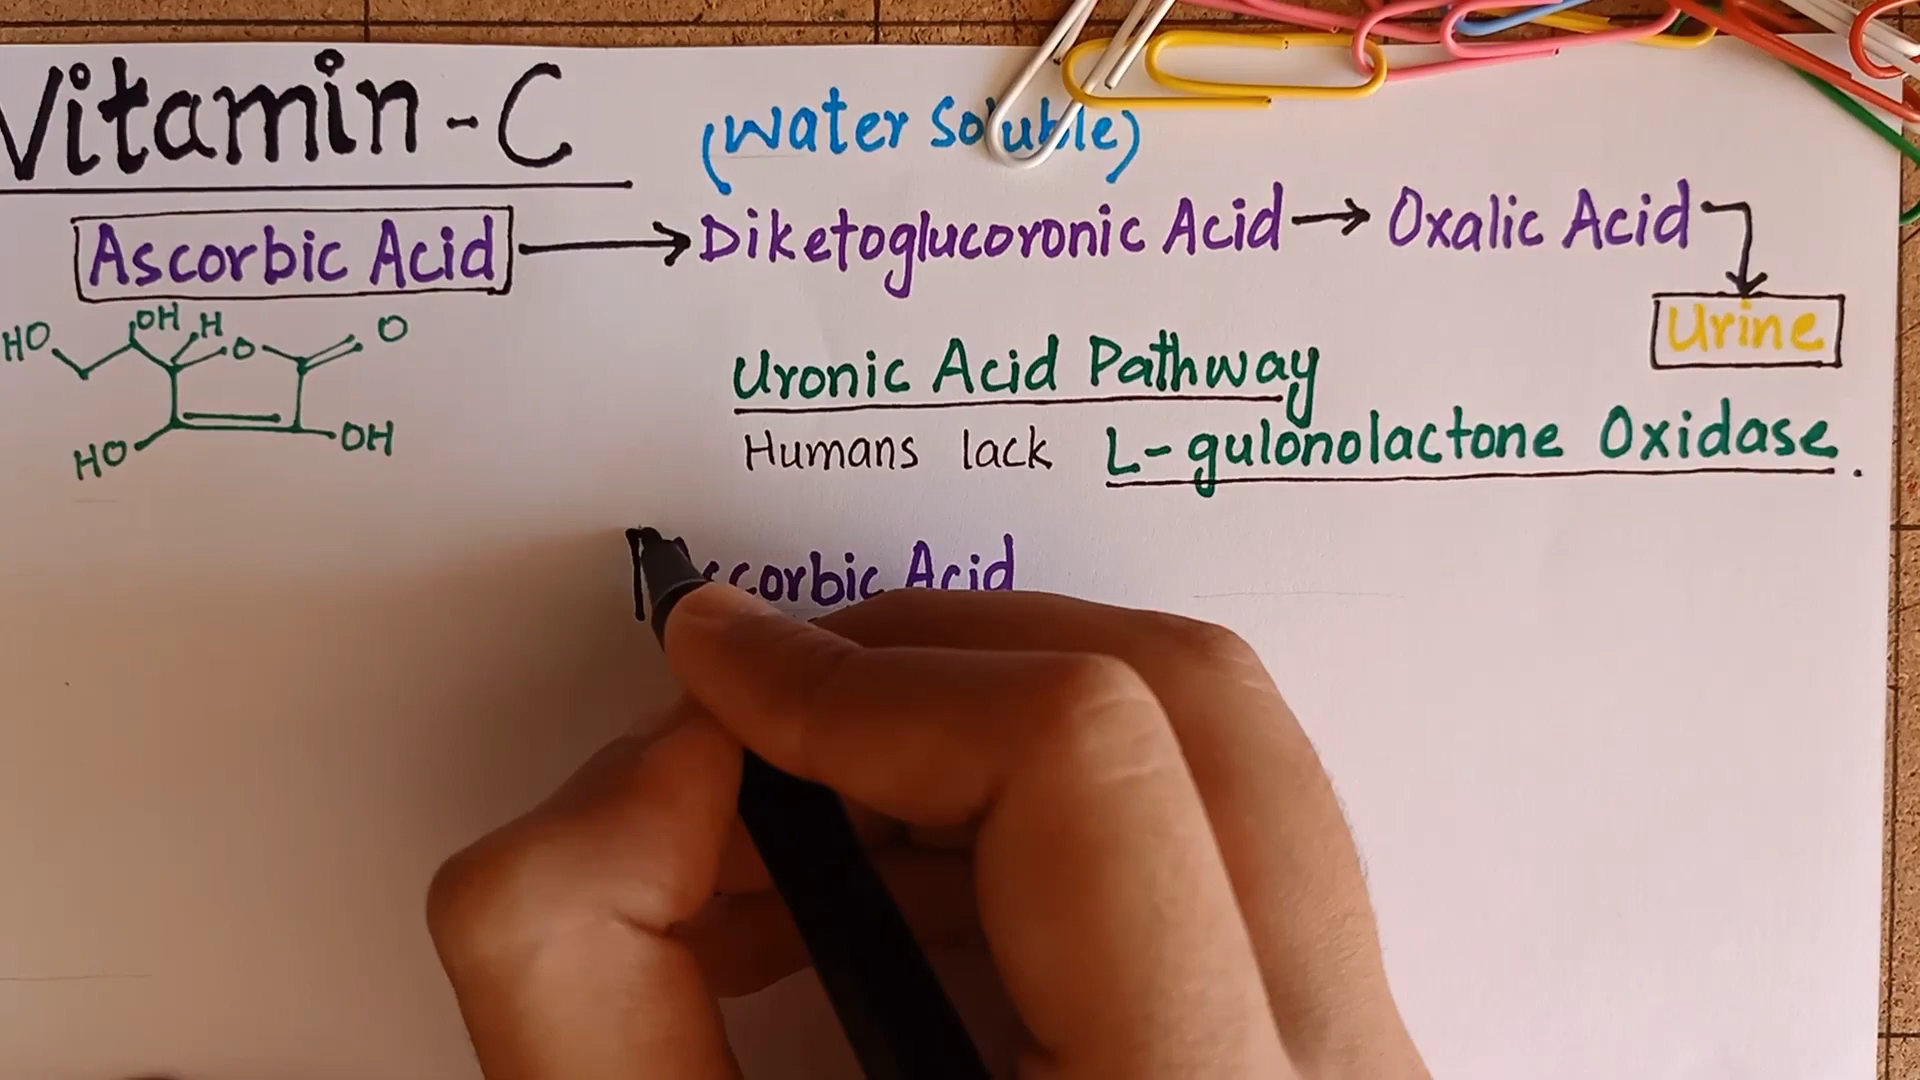 Vitamin - C (Water Soluble)
Ascorbic Acid → Diketoglucoronic Acid → Oxalic Acid
Urine
HO OH H O O
HO OH
Uronic Acid Pathway
Humans lack L-gulonolactone Oxidase.
Ascorbic Acid